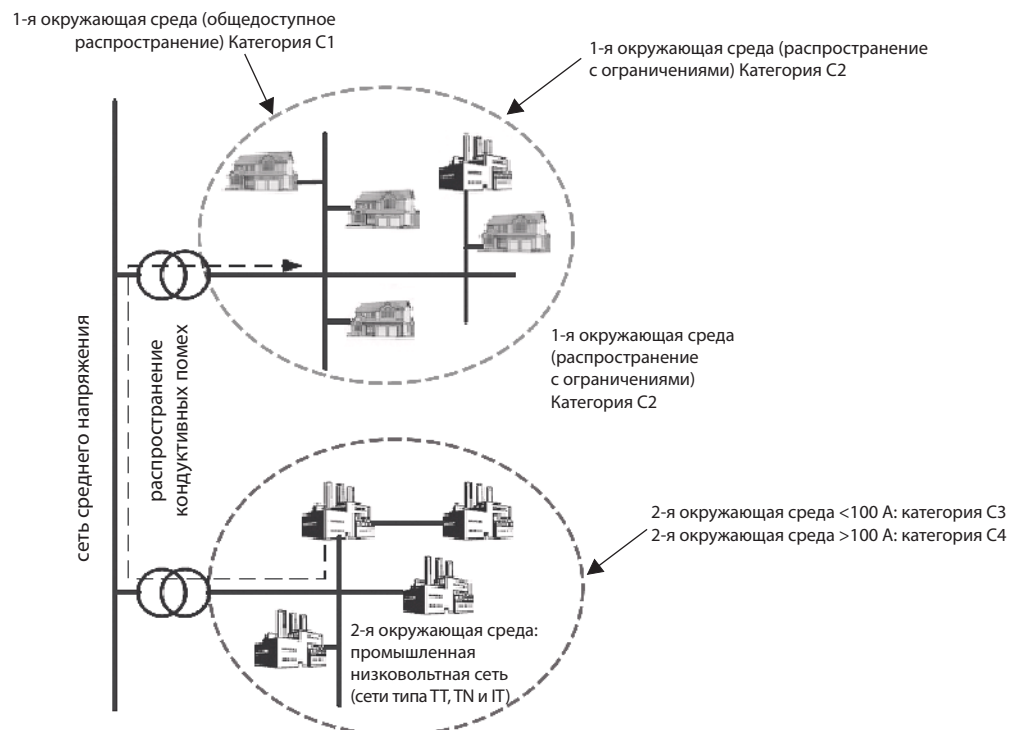 1-я окружающая среда (общедоступное
распространение) Категория С1
1-я окружающая среда (распространение
с ограничениями) Категория С2
сеть среднего напряжения
распространение
кондуктивных помех
1-я окружающая среда
(распространение
с ограничениями)
Категория С2
2-я окружающая среда <100 А: категория С3
2-я окружающая среда >100 А: категория С4
2-я окружающая среда:
промышленная
низковольтная сеть
(сети типа ТТ, TN и IT)